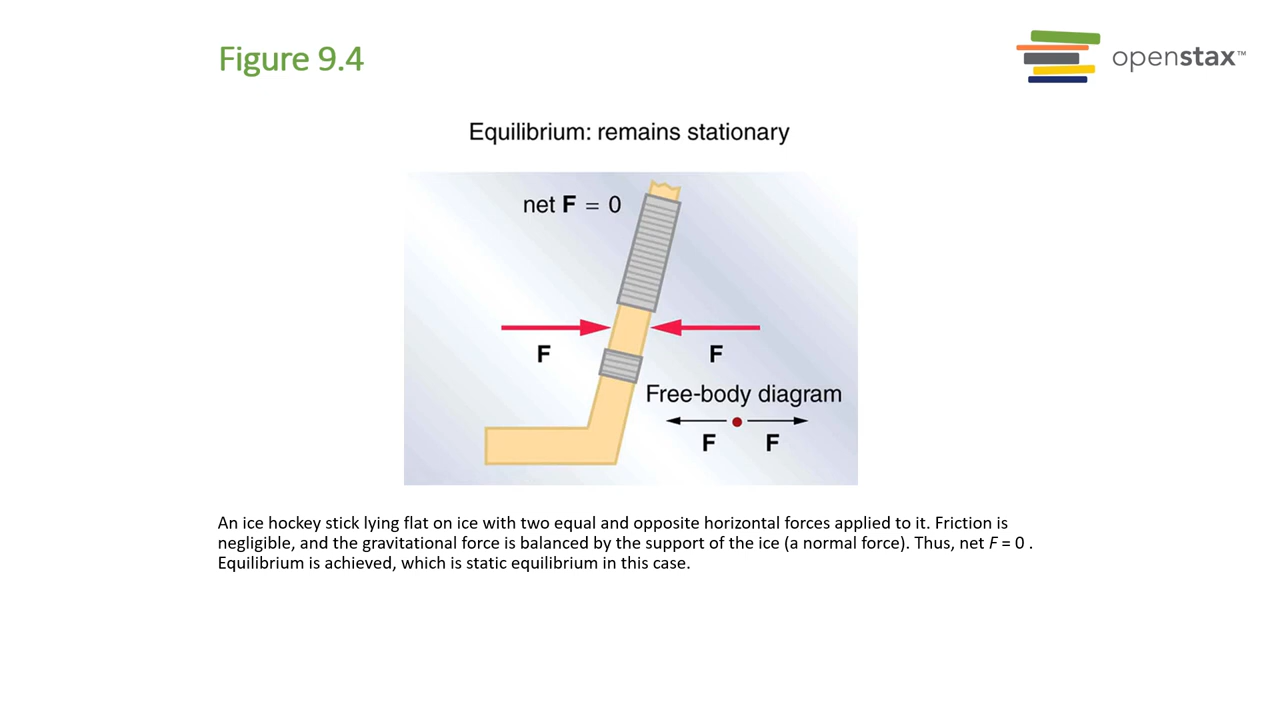 Figure 9.4
openstax™
Equilibrium: remains stationary
net F = 0
F
F
Free-body diagram
F F
An ice hockey stick lying flat on ice with two equal and opposite horizontal forces applied to it. Friction is
negligible, and the gravitational force is balanced by the support of the ice (a normal force). Thus, net F = 0 .
Equilibrium is achieved, which is static equilibrium in this case.